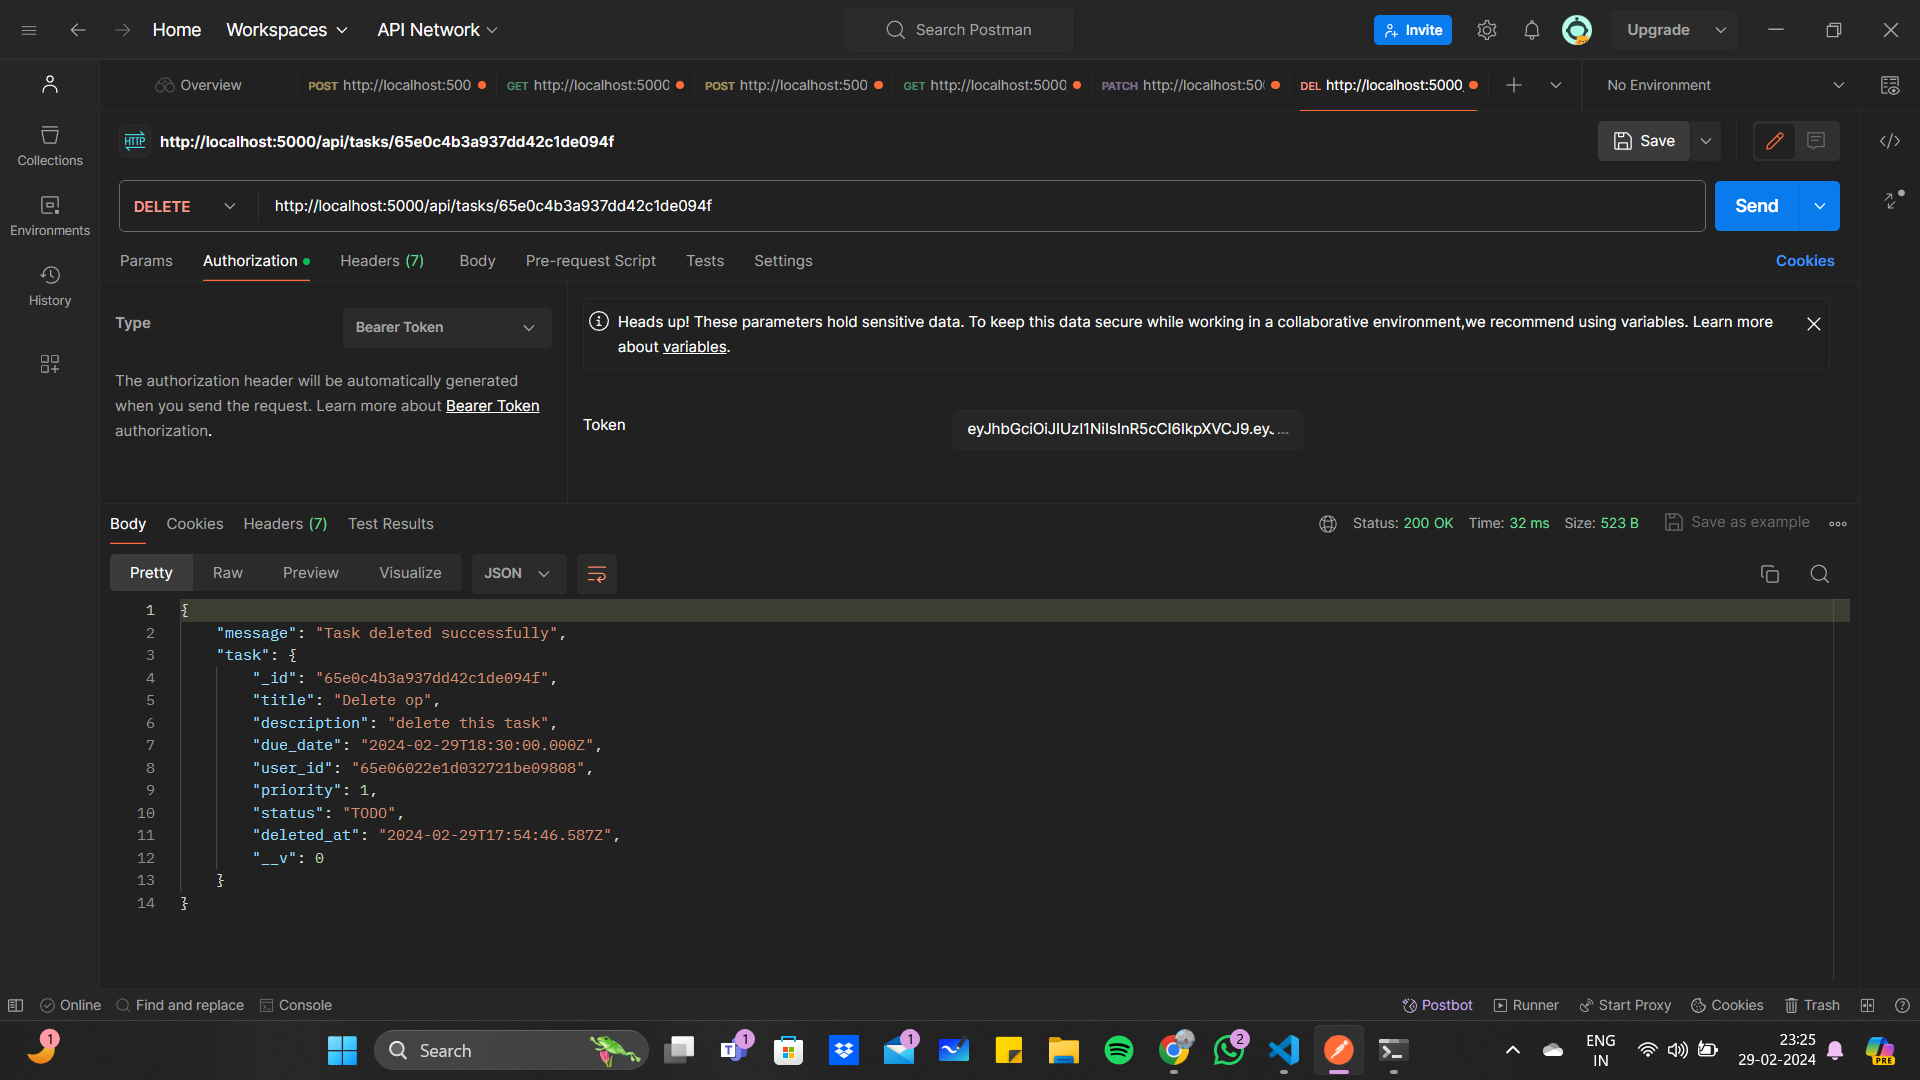 Home
Workspaces
API Network
Search Postman
Invite
Upgrade
Overview
POST http://localhost:500
GET http://localhost:5000
POST http://localhost:500
GET http://localhost:5000
PATCH http://localhost:50
DEL http://localhost:5000
No Environment
Collections
Environments
History
HTTP
http://localhost:5000/api/tasks/65e0c4b3a937dd42c1de094f
Save
DELETE
http://localhost:5000/api/tasks/65e0c4b3a937dd42c1de094f
Send
Params
Authorization
Headers (7)
Body
Pre-request Script
Tests
Settings
Cookies
Type
Bearer Token
The authorization header will be automatically generated
when you send the request. Learn more about Bearer Token
authorization.
Heads up! These parameters hold sensitive data. To keep this data secure while working in a collaborative environment,we recommend using variables. Learn more
about variables.
Token
eyJhbGciOiJIUzI1NiIsInR5cCI6IkpXVCJ9.eyJ...
Body
Cookies
Headers (7)
Test Results
Status: 200 OK
Time: 32 ms
Size: 523 B
Save as example
Pretty
Raw
Preview
Visualize
JSON
1 {
2 "message": "Task deleted successfully",
3 "task": {
4 "_id": "65e0c4b3a937dd42c1de094f",
5 "title": "Delete op",
6 "description": "delete this task",
7 "due_date": "2024-02-29T18:30:00.000Z",
8 "user_id": "65e06022e1d032721be09808",
9 "priority": 1,
10 "status": "TODO",
11 "deleted_at": "2024-02-29T17:54:46.587Z",
12 "__v": 0
13 }
14 }
Online
Find and replace
Console
Postbot
Runner
Start Proxy
Cookies
Trash
1
Search
1
1
2
ENG
IN
23:25
29-02-2024
PRE